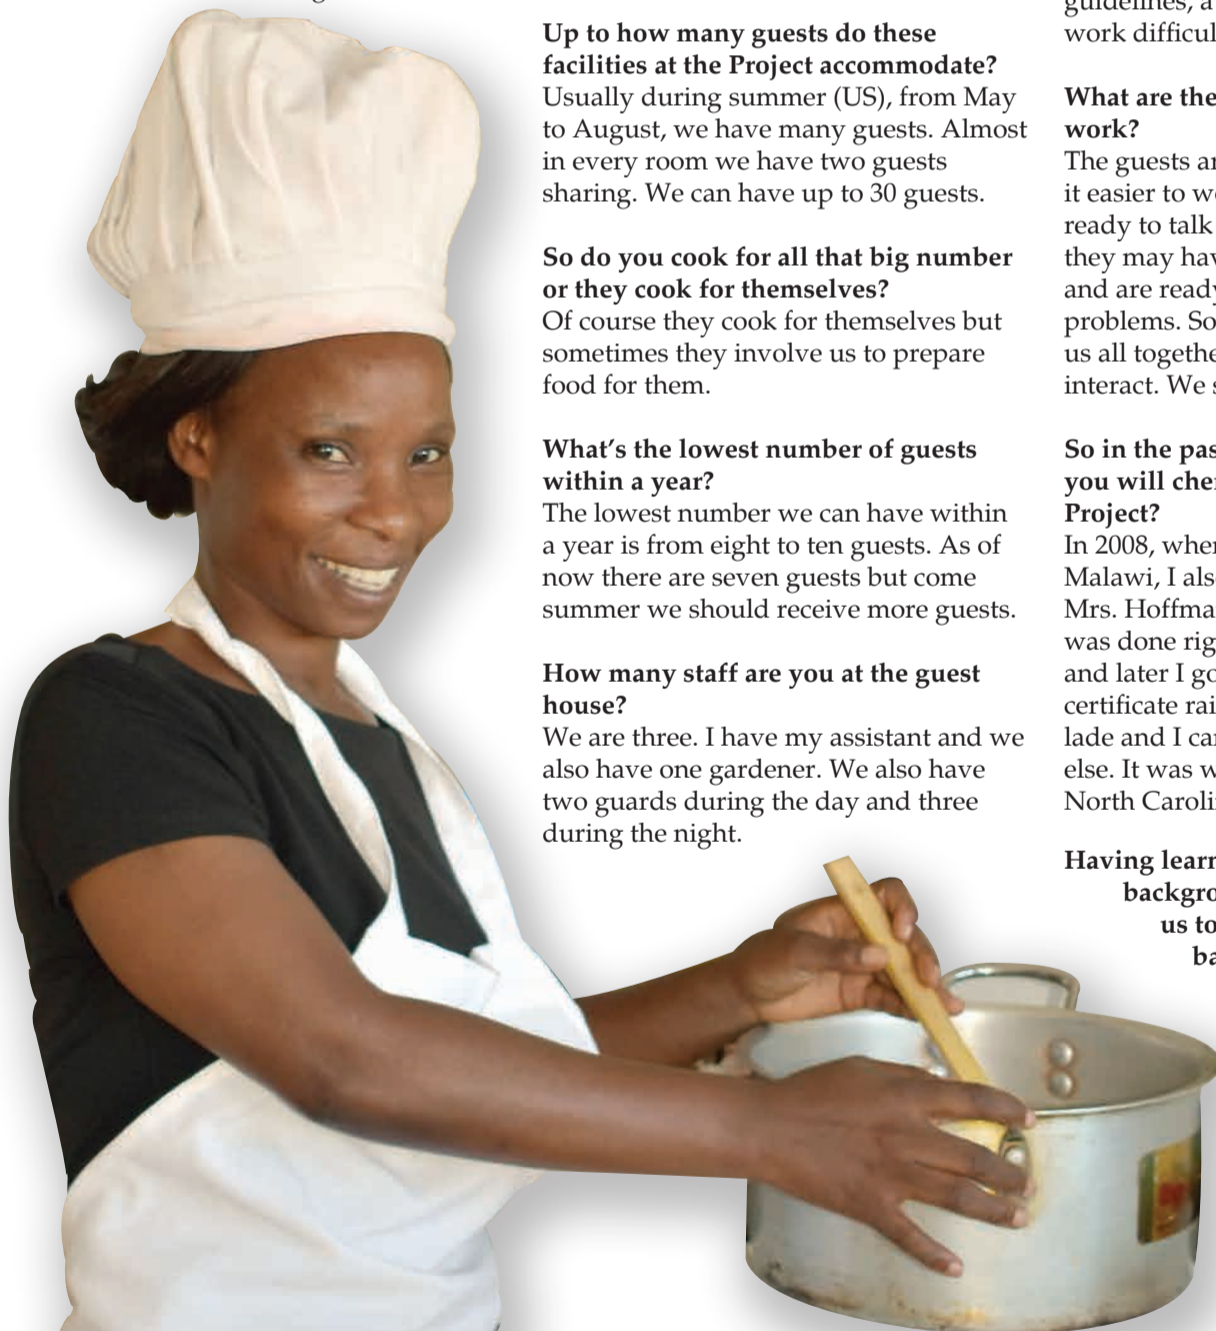 Up to how many guests do these
facilities at the Project accommodate?
Usually during summer (US), from May
to August, we have many guests. Almost
in every room we have two guests
sharing. We can have up to 30 guests.
So do you cook for all that big number
or they cook for themselves?
Of course they cook for themselves but
sometimes they involve us to prepare
food for them.
What’s the lowest number of guests
within a year?
The lowest number we can have within
a year is from eight to ten guests. As of
now there are seven guests but come
summer we should receive more guests.
How many staff are you at the guest
house?
We are three. I have my assistant and we
also have one gardener. We also have
two guards during the day and three
during the night.
guidelines, a
work difficul
What are the
work?
The guests ar
it easier to w
ready to talk
they may hav
and are ready
problems. So
us all togethe
interact. We s
So in the pas
you will cher
Project?
In 2008, when
Malawi, I als
Mrs. Hoffma
was done rig
and later I go
certificate rai
lade and I ca
else. It was w
North Caroli
Having learn
backgro
us to
ba